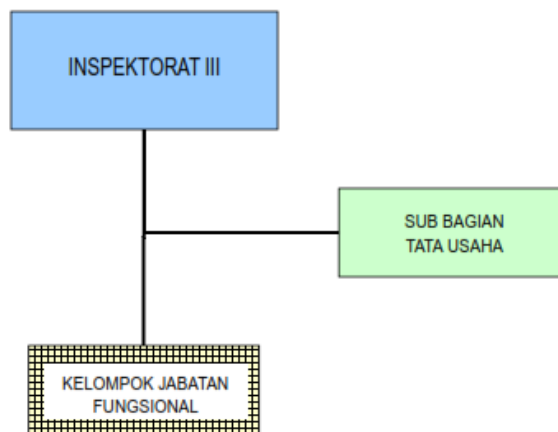 INSPEKTORAT III
SUB BAGIAN
TATA USAHA
KELOMPOK JABATAN
FUNGSIONAL